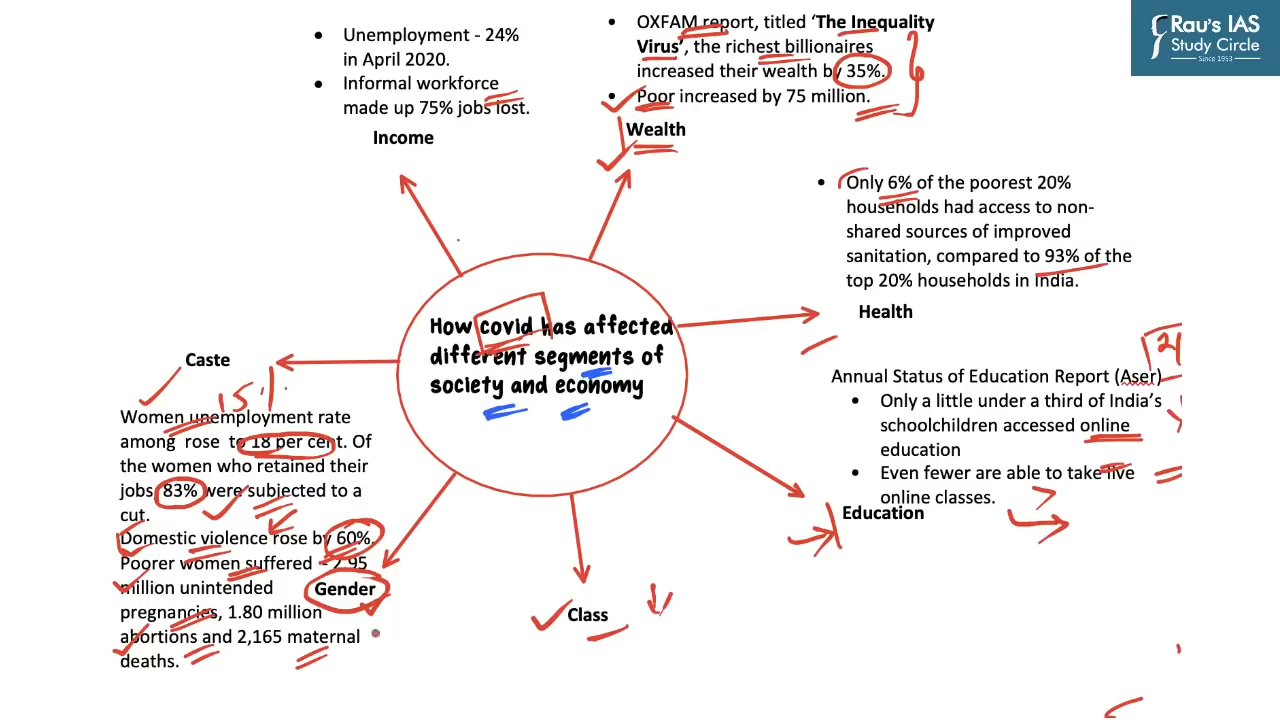 Rau's IAS
Study Circle
Since 1953
• Unemployment - 24%
in April 2020.
• Informal workforce
made up 75% jobs lost.
Income
• OXFAM report, titled ‘The Inequality
Virus’, the richest billionaires
increased their wealth by 35%.
• Poor increased by 75 million.
Wealth
• Only 6% of the poorest 20%
households had access to non-
shared sources of improved
sanitation, compared to 93% of the
top 20% households in India.
Health
How covid has affected
different segments of
society and economy
Annual Status of Education Report (Aser)
• Only a little under a third of India’s
schoolchildren accessed online
education
• Even fewer are able to take live
online classes.
Education
Caste
15%
Women unemployment rate
among rose to 18 per cent. Of
the women who retained their
jobs 83% were subjected to a
cut.
Domestic violence rose by 60%.
Poorer women suffered - 2.95
million unintended
pregnancies, 1.80 million
abortions and 2,165 maternal
deaths.
Gender
Class